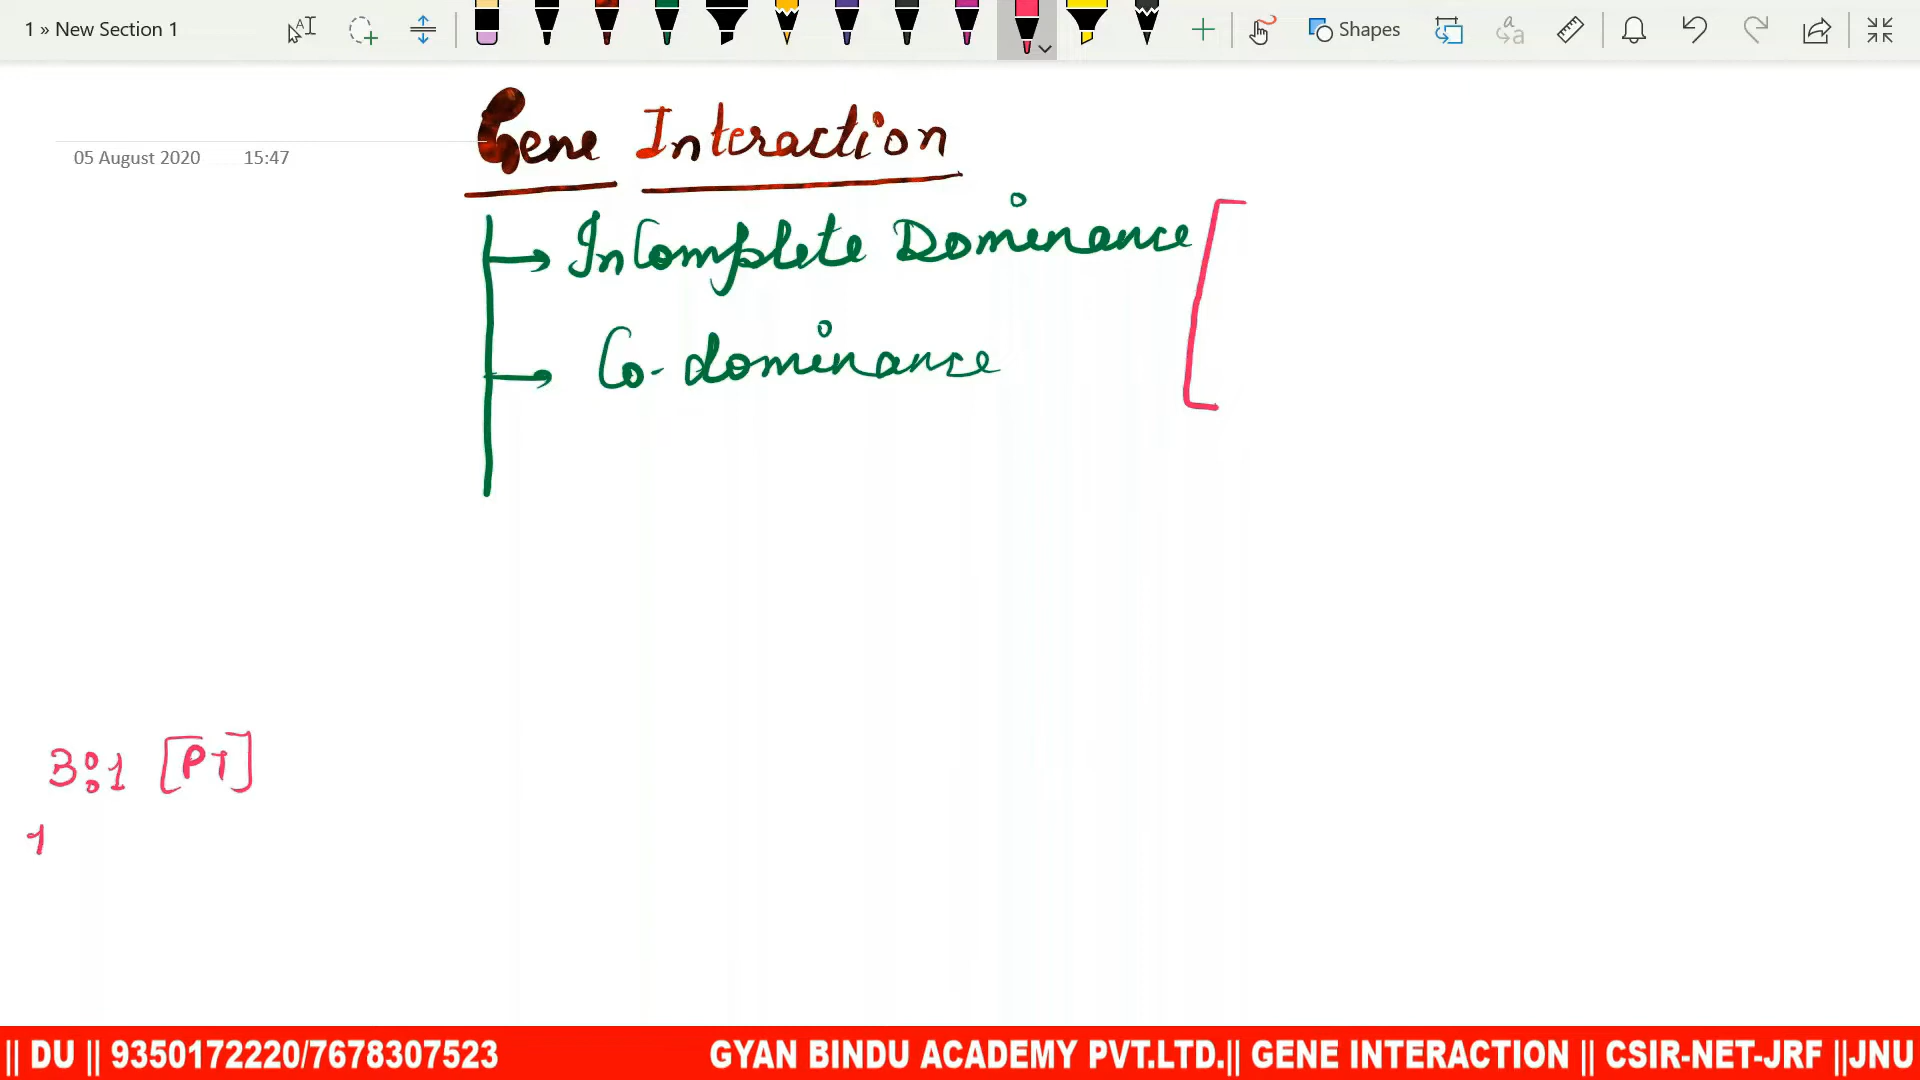 1 » New Section 1
Shapes
Gene Interaction
05 August 2020 15:47
InComplete Dominance
Co-dominance
3:1 [PT]
1
|| DU || 9350172220/7678307523 GYAN BINDU ACADEMY PVT.LTD.|| GENE INTERACTION || CSIR-NET-JRF ||JNU